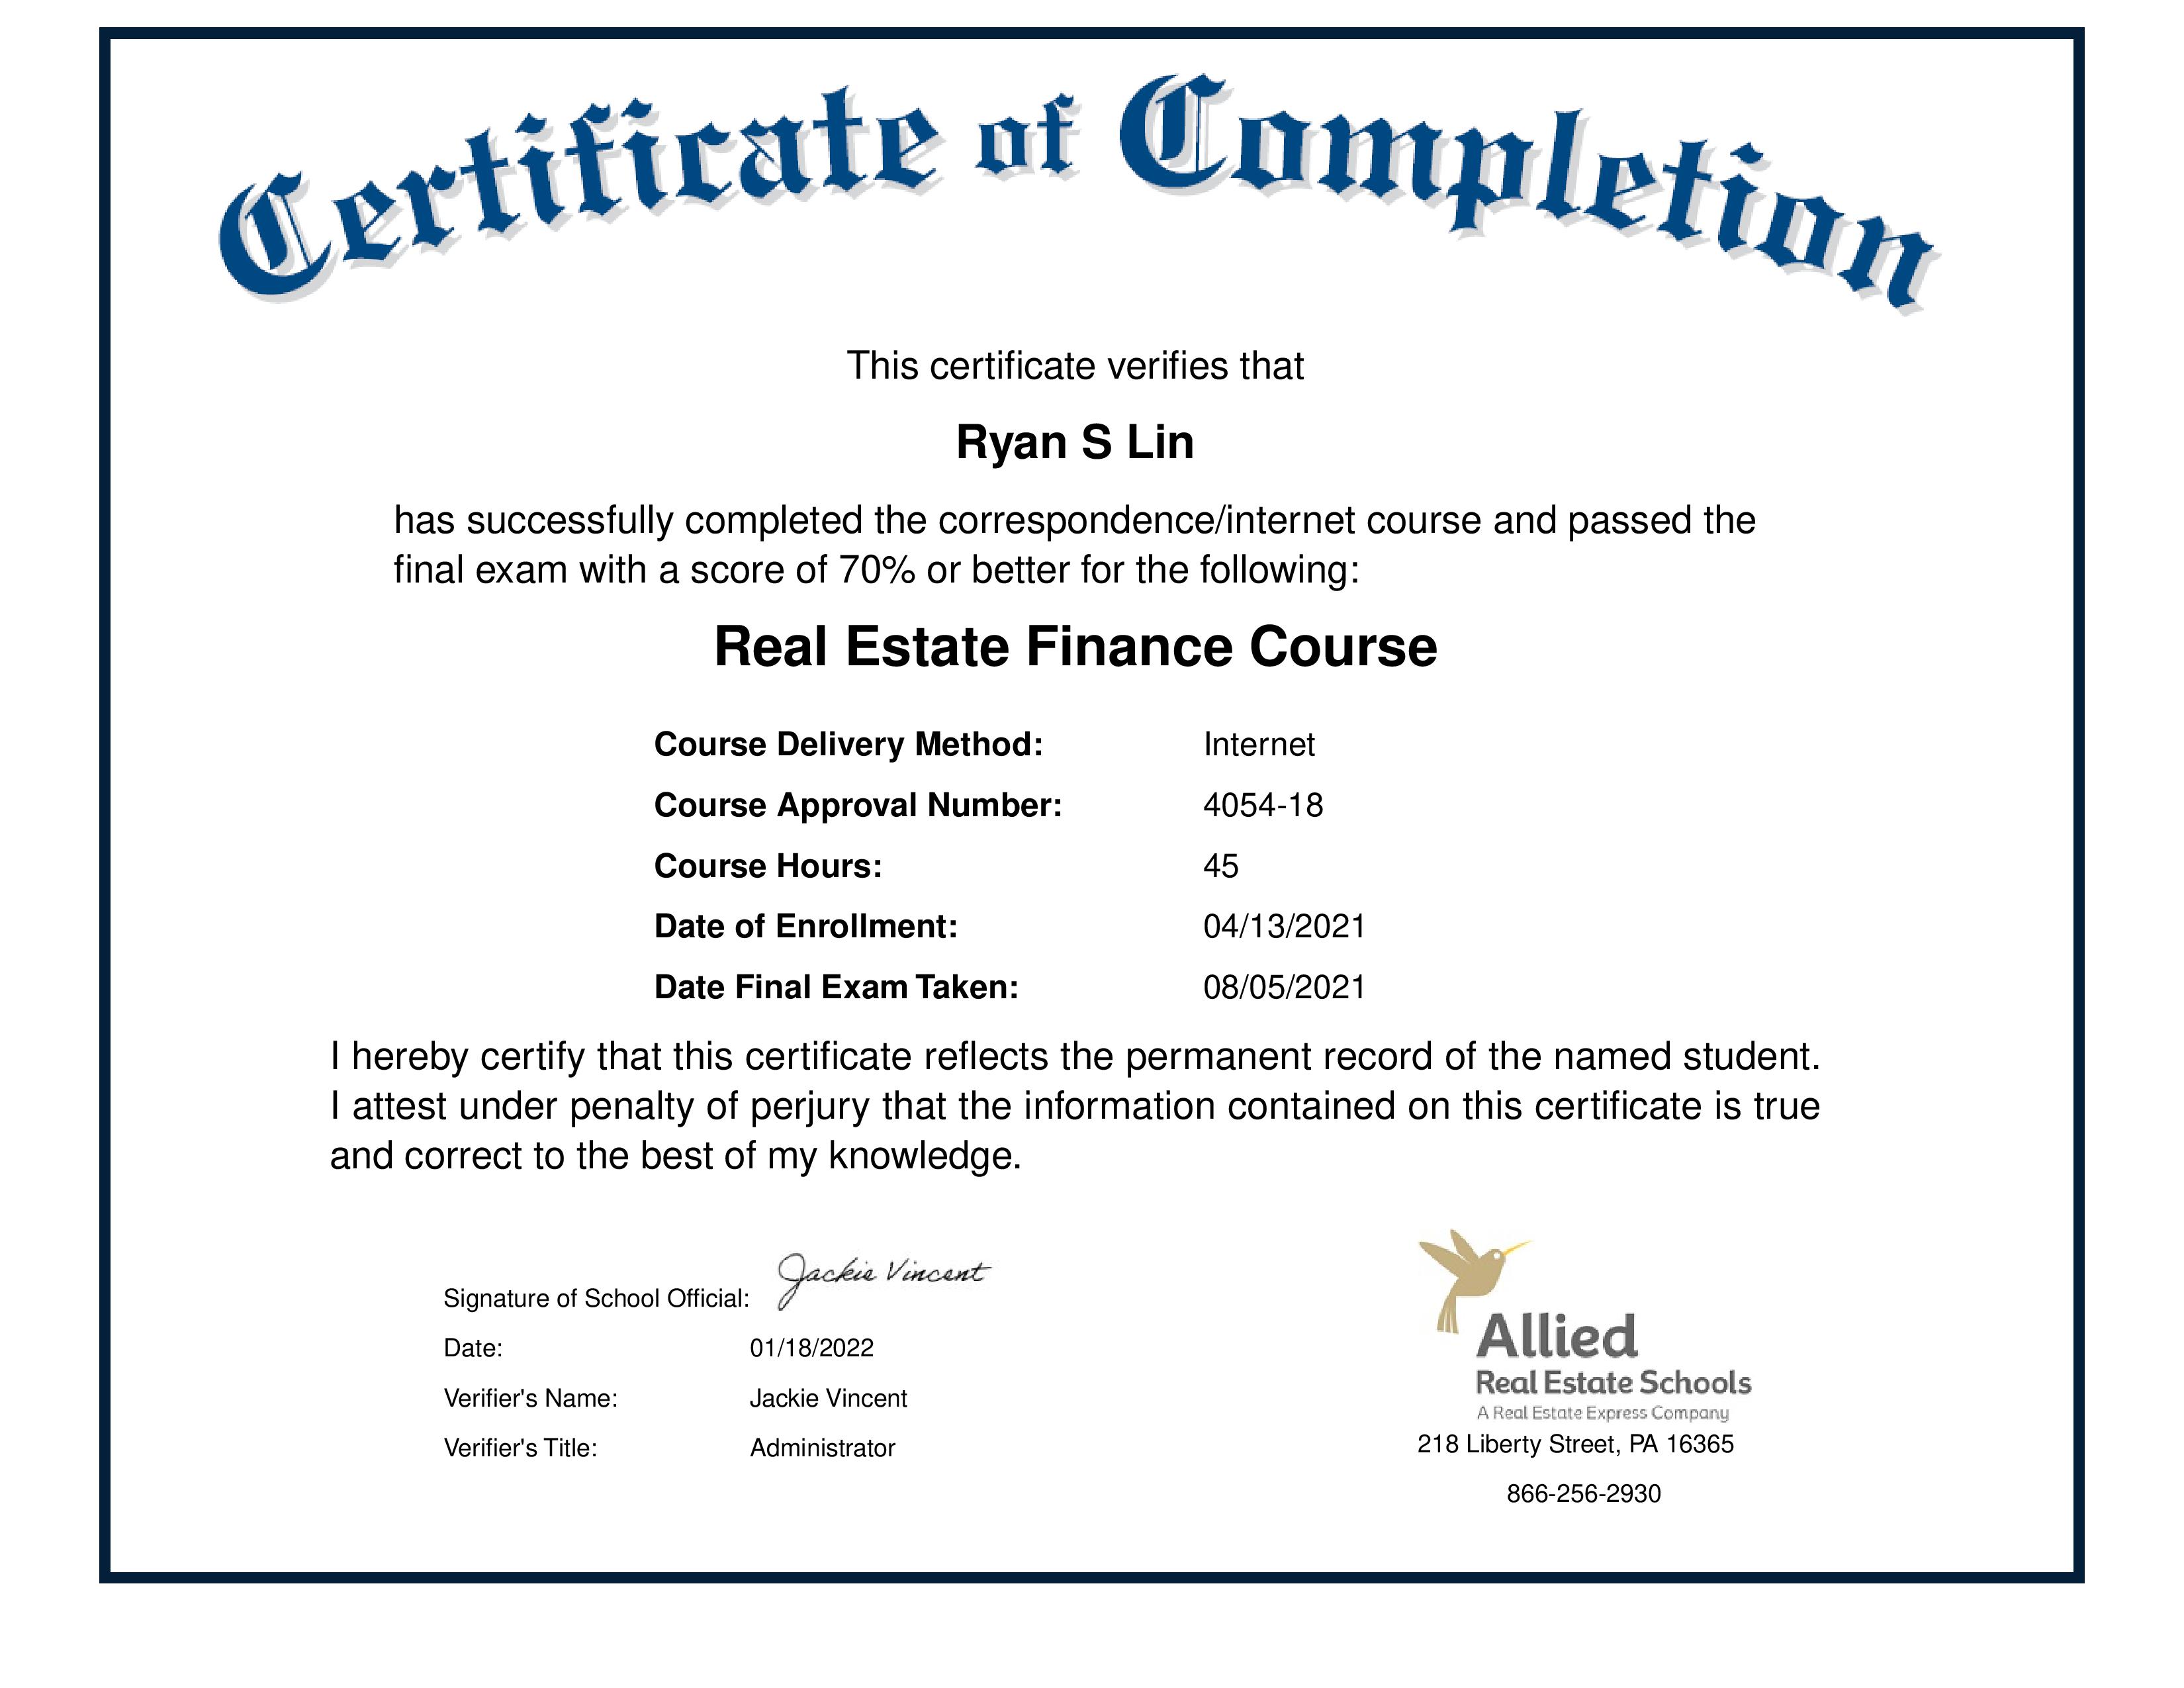 Certificate of Completion
This certificate verifies that
Ryan S Lin
has successfully completed the correspondence/internet course and passed the
final exam with a score of 70% or better for the following:
Real Estate Finance Course
Course Delivery Method: Internet
Course Approval Number: 4054-18
Course Hours: 45
Date of Enrollment: 04/13/2021
Date Final Exam Taken: 08/05/2021
I hereby certify that this certificate reflects the permanent record of the named student.
I attest under penalty of perjury that the information contained on this certificate is true
and correct to the best of my knowledge.
Signature of School Official: Jackie Vincent
Date: 01/18/2022
Verifier's Name: Jackie Vincent
Verifier's Title: Administrator
Allied
Real Estate Schools
A Real Estate Express Company
218 Liberty Street, PA 16365
866-256-2930